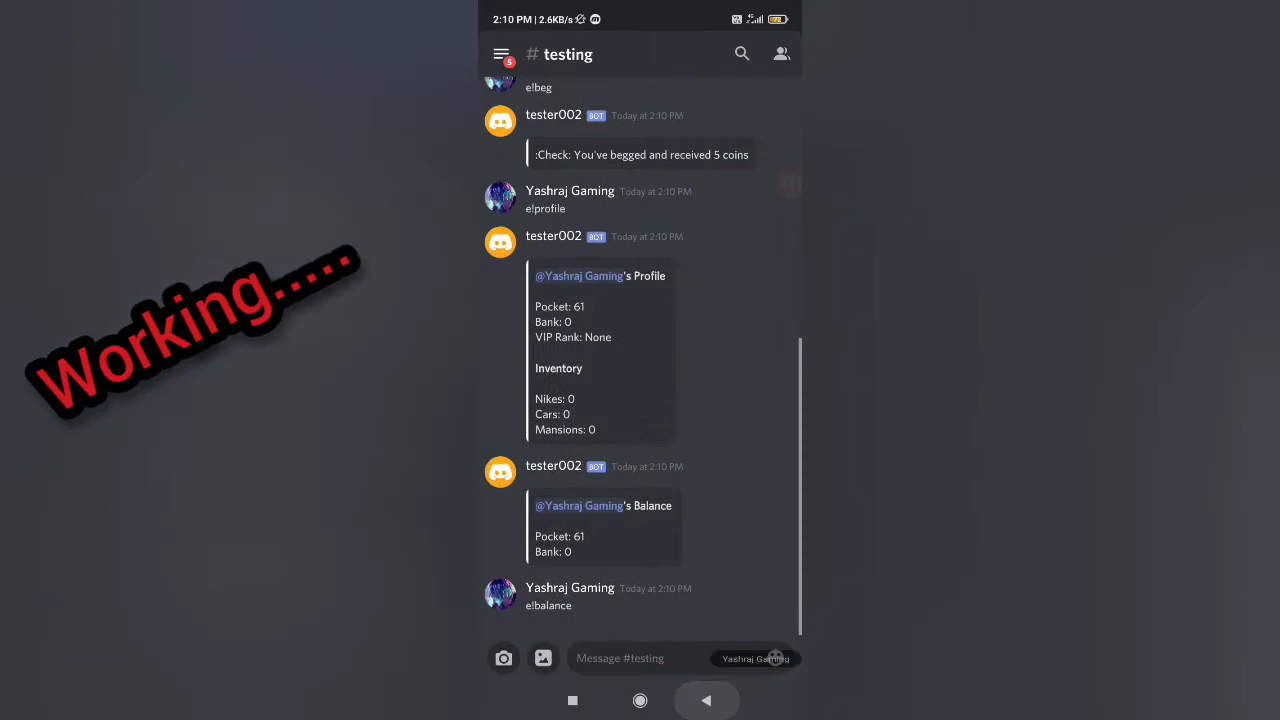 2:10 PM | 2.6KB/s
# testing
5
e!beg
tester002 BOT Today at 2:10 PM
:Check: You've begged and received 5 coins
Yashraj Gaming Today at 2:10 PM
e!profile
tester002 BOT Today at 2:10 PM
@Yashraj Gaming's Profile
Pocket: 61
Bank: 0
VIP Rank: None
Inventory
Nikes: 0
Cars: 0
Mansions: 0
tester002 BOT Today at 2:10 PM
@Yashraj Gaming's Balance
Pocket: 61
Bank: 0
Yashraj Gaming Today at 2:10 PM
e!balance
Message #testing
Yashraj Gaming
Working.....